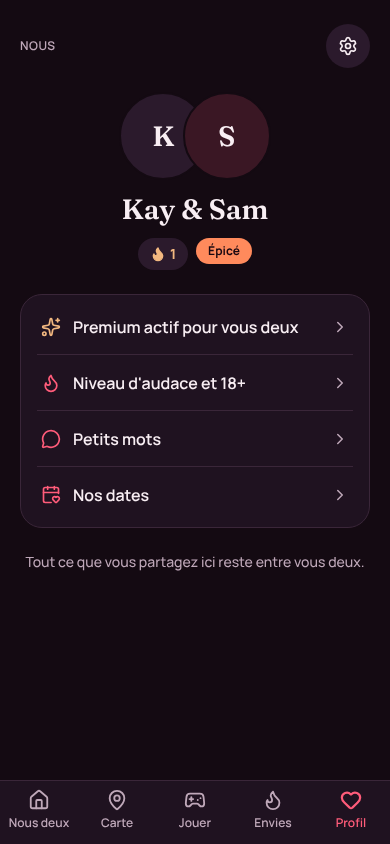 NOUS
K
S
Kay & Sam
1
Épicé
Premium actif pour vous deux
Niveau d'audace et 18+
Petits mots
Nos dates
Tout ce que vous partagez ici reste entre vous deux.
Nous deux
Carte
Jouer
Envies
Profil